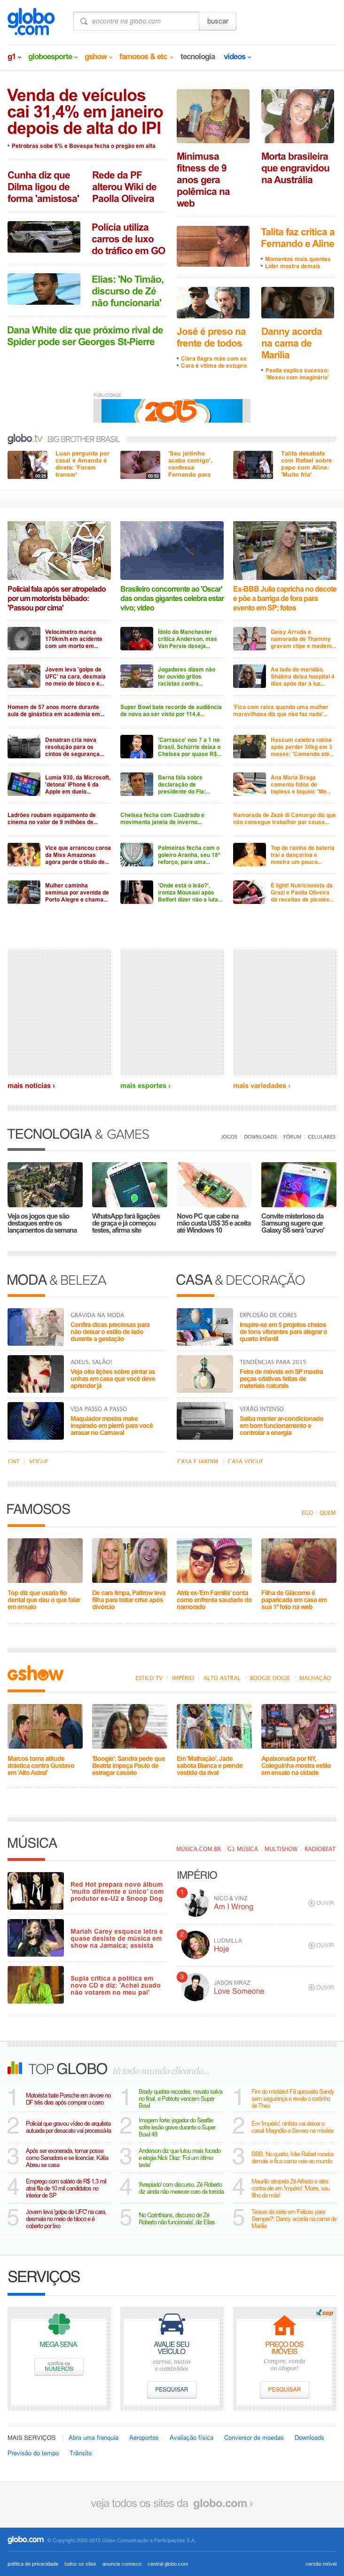 globo
.com
encontre na globo.com
buscar
g1
globoesporte
gshow
famosos & etc
tecnologia
vídeos
Venda de veículos
cai 31,4% em janeiro
depois de alta do IPI
Petrobras sobe 6% e Bovespa fecha o pregão em alta
Cunha diz que
Dilma ligou de
forma 'amistosa'
Rede da PF
alterou Wiki de
Paolla Oliveira
Polícia utiliza
carros de luxo
do tráfico em GO
Elias: 'No Timão,
discurso de Zé
não funcionaria'
Dana White diz que próximo rival de
Spider pode ser Georges St-Pierre
Minimusa
fitness de 9
anos gera
polêmica na
web
Morta brasileira
que engravidou
na Austrália
Talita faz crítica a
Fernando e Aline
Momentos mais quentes
Líder mostra demais
José é preso na
frente de todos
Clara flagra mãe com ex
Cora é vítima de estupro
Danny acorda
na cama de
Marília
Paolla explica sucesso:
'Mexeu com imaginário'
PUBLICIDADE
2015
globo.tv BIG BROTHER BRASIL
Luan pergunta por
casal e Amanda é
direta: 'Foram
transar'
'Seu jeitinho
acaba comigo',
confessa
Fernando para
Talita desabafa
com Rafael sobre
papo com Aline:
'Muito fria'
Policial fala após ser atropelado
por um motorista bêbado:
'Passou por cima'
Velocímetro marca
170km/h em acidente
com um morto em...
Jovem leva 'golpe de
UFC' na cara, desmaia
no meio do bloco e é...
Homem de 57 anos morre durante
aula de ginástica em academia em...
Denatran cria nova
resolução para os
cintos de segurança...
Lumia 930, da Microsoft,
'detona' iPhone 6 da
Apple em duelo...
Ladrões roubam equipamento de
cinema no valor de 9 milhões de...
Vice que arrancou coroa
da Miss Amazonas
agora perde o título de...
Mulher caminha
seminua por avenida de
Porto Alegre e chama...
Brasileiro concorrente ao 'Oscar'
das ondas gigantes celebra estar
vivo; vídeo
Ídolo do Manchester
critica Anderson, mas
Van Persie deseja...
Jogadores dizem não
ter ouvido gritos
racistas contra...
Super Bowl bate recorde de audiência
de novo ao ser visto por 114,4...
'Carrasco' nos 7 a 1 no
Brasil, Schürrle deixa o
Chelsea por quase R$...
Berna fala sobre
declaração de
presidente do Fla:...
Chelsea fecha com Cuadrado e
movimenta janela de inverno...
Palmeiras fecha com o
goleiro Aranha, seu 18º
reforço, para uma...
'Onde está o leão?',
ironiza Mousasi após
Belfort dizer não a luta...
Ex-BBB Julia capricha no decote
e põe a barriga de fora para
evento em SP; fotos
Geisy Arruda e
namorada de Thammy
gravam clipe e medem...
Ao lado do maridão,
Shakira deixa hospital 4
dias após dar à luz...
'Fico com raiva quando uma mulher
maravilhosa diz que não faz nada'...
Hassum celebra rotina
após perder 30kg em 3
meses: 'Comendo até...
Ana Maria Braga
comenta fotos de
topless e biquíni: 'Me...
Namorada de Zezé di Camargo diz que
não consegue trabalhar por causa...
Top de rainha de bateria
trai a dançarina e
mostra um pouco...
É light! Nutricionista da
Grazi e Paolla Oliveira
dá receitas de picolés...
mais notícias ›
mais esportes ›
mais variedades ›
TECNOLOGIA & GAMES
JOGOS DOWNLOADS FÓRUM CELULARES
Veja os jogos que são
destaques entre os
lançamentos da semana
WhatsApp fará ligações
de graça e já começou
testes, afirma site
Novo PC que cabe na
mão custa US$ 35 e aceita
até Windows 10
Convite misterioso da
Samsung sugere que
Galaxy S6 será 'curvo'
MODA & BELEZA
GRÁVIDA NA MODA
Confira dicas preciosas para
não deixar o estilo de lado
durante a gestação
ADEUS, SALÃO!
Veja oito lições sobre pintar as
unhas em casa que você deve
aprender já
VEJA PASSO A PASSO
Maquiador mostra make
inspirado em pierrô para você
arrasar no Carnaval
GNT VOGUE
CASA & DECORAÇÃO
EXPLOSÃO DE CORES
Inspire-se em 5 projetos cheios
de tons vibrantes para alegrar o
quarto infantil
TENDÊNCIAS PARA 2015
Feira de móveis em SP mostra
peças criativas feitas de
materiais naturais
VERÃO INTENSO
Saiba manter ar-condicionado
em bom funcionamento e
controlar a energia
CASA E JARDIM CASA VOGUE
FAMOSOS
EGO QUEM
Top diz que usaria fio
dental que deu o que falar
em ensaio
De cara limpa, Paltrow leva
filha para tratar crise após
divórcio
Atriz ex-'Em Família' conta
como enfrenta saudade do
namorado
Filha de Giácomo é
paparicada em casa em
sua 1ª foto na web
gshow
ESTILO TV IMPÉRIO ALTO ASTRAL BOOGIE OOGIE MALHAÇÃO
Marcos toma atitude
drástica contra Gustavo
em 'Alto Astral'
'Boogie': Sandra pede que
Beatriz impeça Paulo de
estragar casório
Em 'Malhação', Jade
sabota Bianca e prende
vestido da rival
Apaixonada por NY,
Coleguinha mostra estilo
em ensaio na cidade
MÚSICA
MUSICA.COM.BR G1 MÚSICA MULTISHOW RADIOBEAT
Red Hot prepara novo álbum
'muito diferente e único' com
produtor ex-U2 e Snoop Dog
Mariah Carey esquece letra e
quase desiste de música em
show na Jamaica; assista
Supla critica a política em
novo CD e diz: 'Achei zuado
não votarem no meu pai'
IMPÉRIO
1
NICO & VINZ
Am I Wrong
OUVIR
2
LUDMILLA
Hoje
OUVIR
3
JASON MRAZ
Love Someone
OUVIR
TOP GLOBO tá todo mundo clicando...
1
Motorista bate Porsche em árvore no
DF três dias após comprar o carro
2
Policial que gravou vídeo de arquiteta
autuada por desacato vai processá-la
3
Após ser exonerada, tomar posse
como Senadora e se licenciar, Kátia
Abreu se casa
4
Emprego com salário de R$ 1,3 mil
atrai fila de 10 mil candidatos no
interior de SP
5
Jovem leva 'golpe de UFC' na cara,
desmaia no meio do bloco e é
coberto por lixo
1
Brady quebra recordes, novato salva
no final, e Patriots vencem Super
Bowl
2
Imagem forte: jogador do Seattle
sofre lesão grave durante o Super
Bowl 49
3
Anderson diz que lutou mais focado
e elogia Nick Diaz: 'Foi um ótimo
teste'
4
'Arrepiado' com discurso, Zé Roberto
diz ainda não merecer coro da torcida
5
'No Corinthians, discurso de Zé
Roberto não funcionaria', diz Elias
1
Fim do mistério! Fã aproveita Sandy
sem segurança e revela o rostinho
de Theo
2
Em 'Império', ninfeta vai deixar o
casal Magnólia e Severo na miséria
3
BBB: No quarto, líder Rafael mostra
demais e fica como veio ao mundo
4
Maurílio atropela Zé Alfredo e atira
contra ele em 'Império': 'Morre, seu
filho da mãe'
5
Teaser da série em 'Felizes para
Sempre?': Danny acorda na cama de
Marília
SERVIÇOS
MEGA SENA
confira os
NÚMEROS
AVALIE SEU
VEÍCULO
carros, motos
e caminhões
PESQUISAR
zap
PREÇO DOS
IMÓVEIS
Compre, venda
ou alugue!
PESQUISAR
MAIS SERVIÇOS Abra uma franquia Aeroportos Avaliação física Conversor de moedas Downloads
Previsão do tempo Trânsito
veja todos os sites da globo.com ›
globo.com © Copyright 2000-2015 Globo Comunicação e Participações S.A.
política de privacidade todos os sites anuncie conosco central globo.com versão móvel